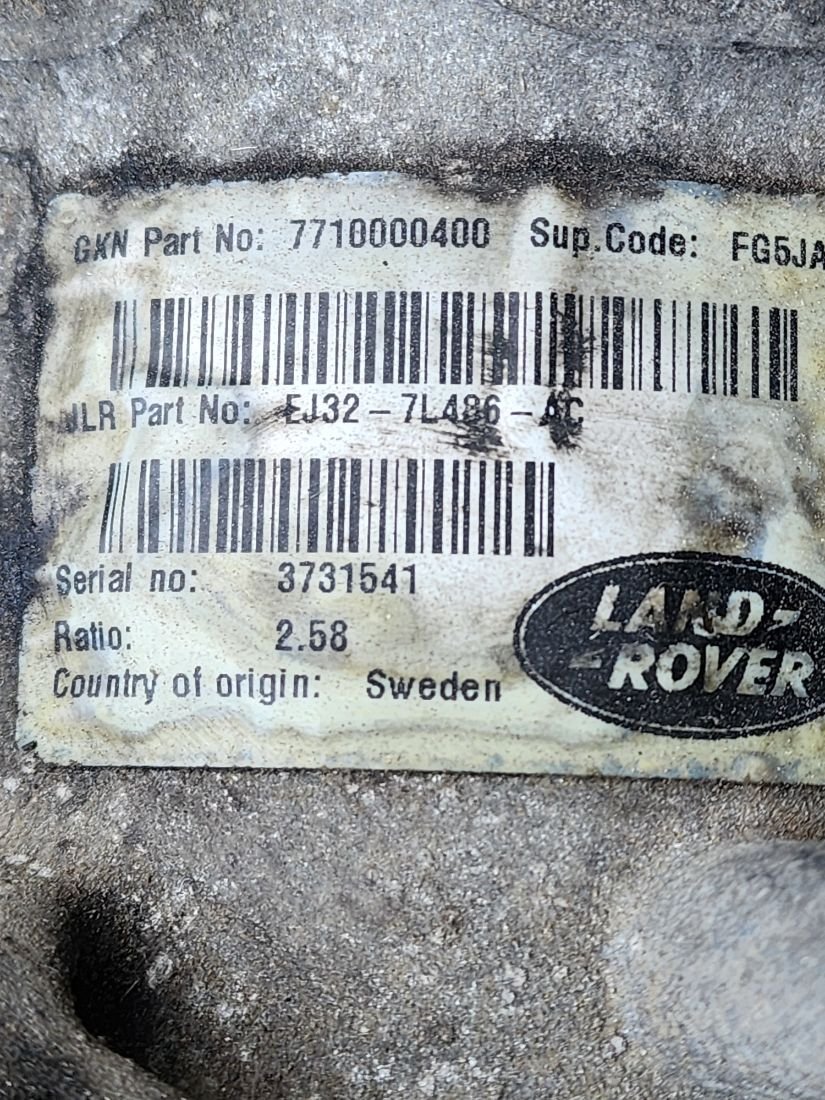 GKN Part No: 7710000400 Sup.Code: FG5JA
JLR Part No: EJ32-7L486-AC
Serial no: 3731541
Ratio: 2.58
Country of origin: Sweden
LAND-
-ROVER